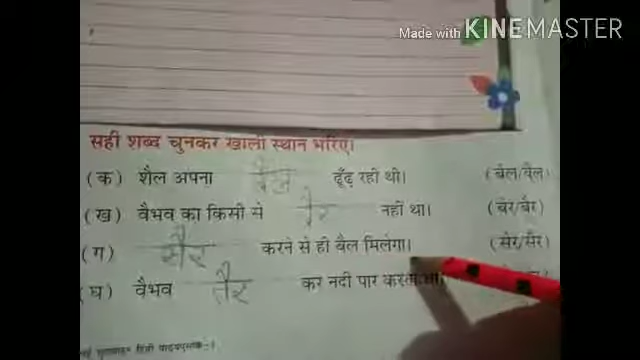 Made with KINEMASTER
सही शब्द चुनकर खाली स्थान भरिए।
(क) शैल अपना बैल ढूँढ़ रही थी। (बेल/बैल)
(ख) वैभव का किसी से बैर नहीं था। (बेर/बैर)
(ग) सैर करने से ही बैल मिलेगा। (सेर/सैर)
(घ) वैभव तैर कर नदी पार करता था।